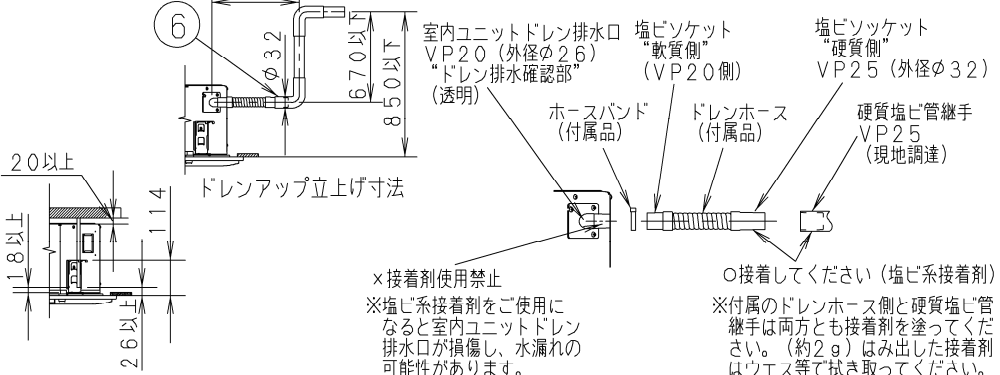 6
φ32
670以下
850以下
ドレンアップ立上げ寸法
20以上
114
18以上
26以上
室内ユニットドレン排水口
VP20（外径φ26）
“ドレン排水確認部”
（透明）
塩ビソケット
“軟質側”
（VP20側）
塩ビソッケット
“硬質側”
VP25（外径φ32）
ホースバンド
（付属品）
ドレンホース
（付属品）
硬質塩ビ管継手
VP25
（現地調達）
×接着剤使用禁止
※塩ビ系接着剤をご使用に
なると室内ユニットドレン
排水口が損傷し、水漏れの
可能性があります。
○接着してください（塩ビ系接着剤）
※付属のドレンホース側と硬質塩ビ管
継手は両方とも接着剤を塗ってくだ
さい。（約2g）はみ出した接着剤
はウエス等で拭き取ってください。